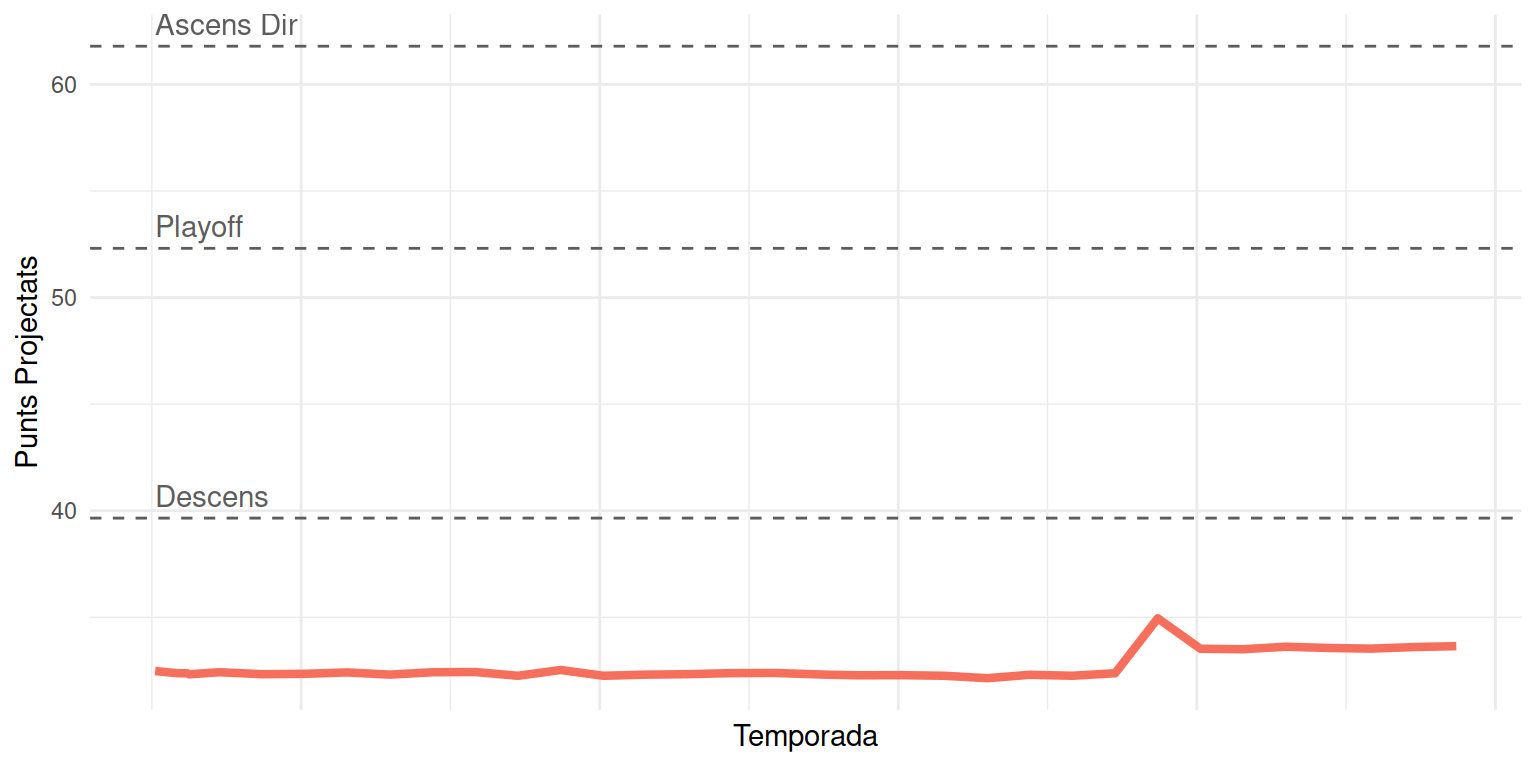 Ascens Dir
60
Playoff
50
Descens
40
Punts Projectats
Temporada